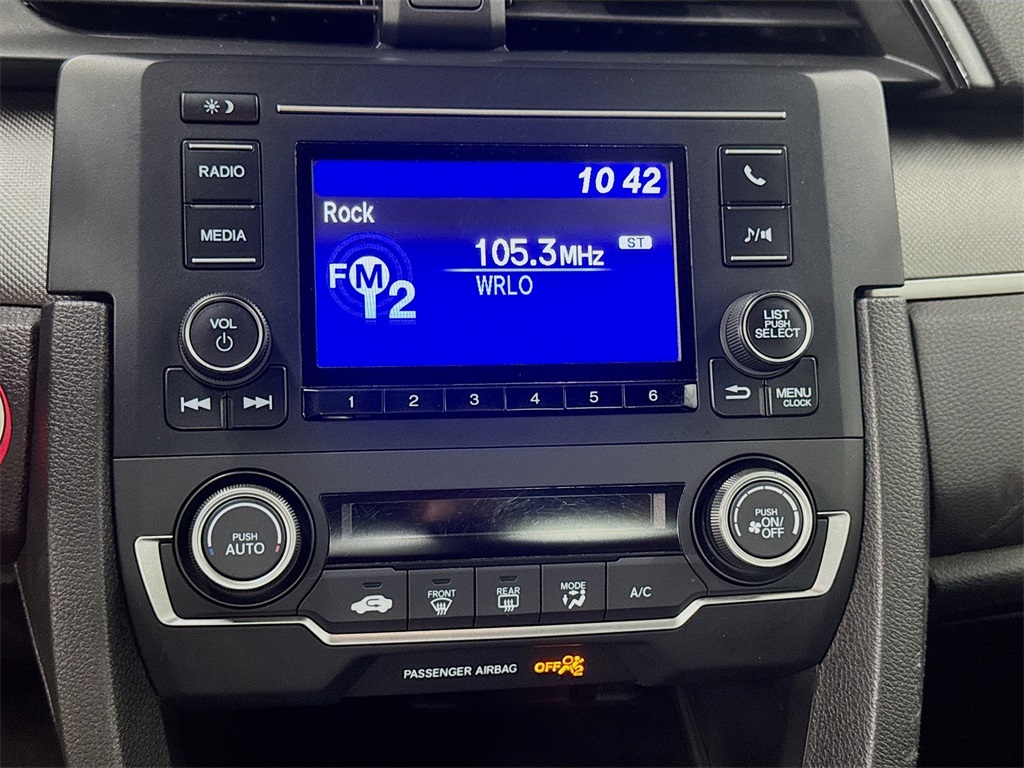 10 42
RADIO
Rock
MEDIA
105.3MHz
ST
♪/
FM2
WRLO
VOL
LIST
PUSH
SELECT
MENU
CLOCK
1 2 3 4 5 6
PUSH
AUTO
PUSH
ON/
OFF
FRONT
REAR
MODE
A/C
PASSENGER AIRBAG OFF 2